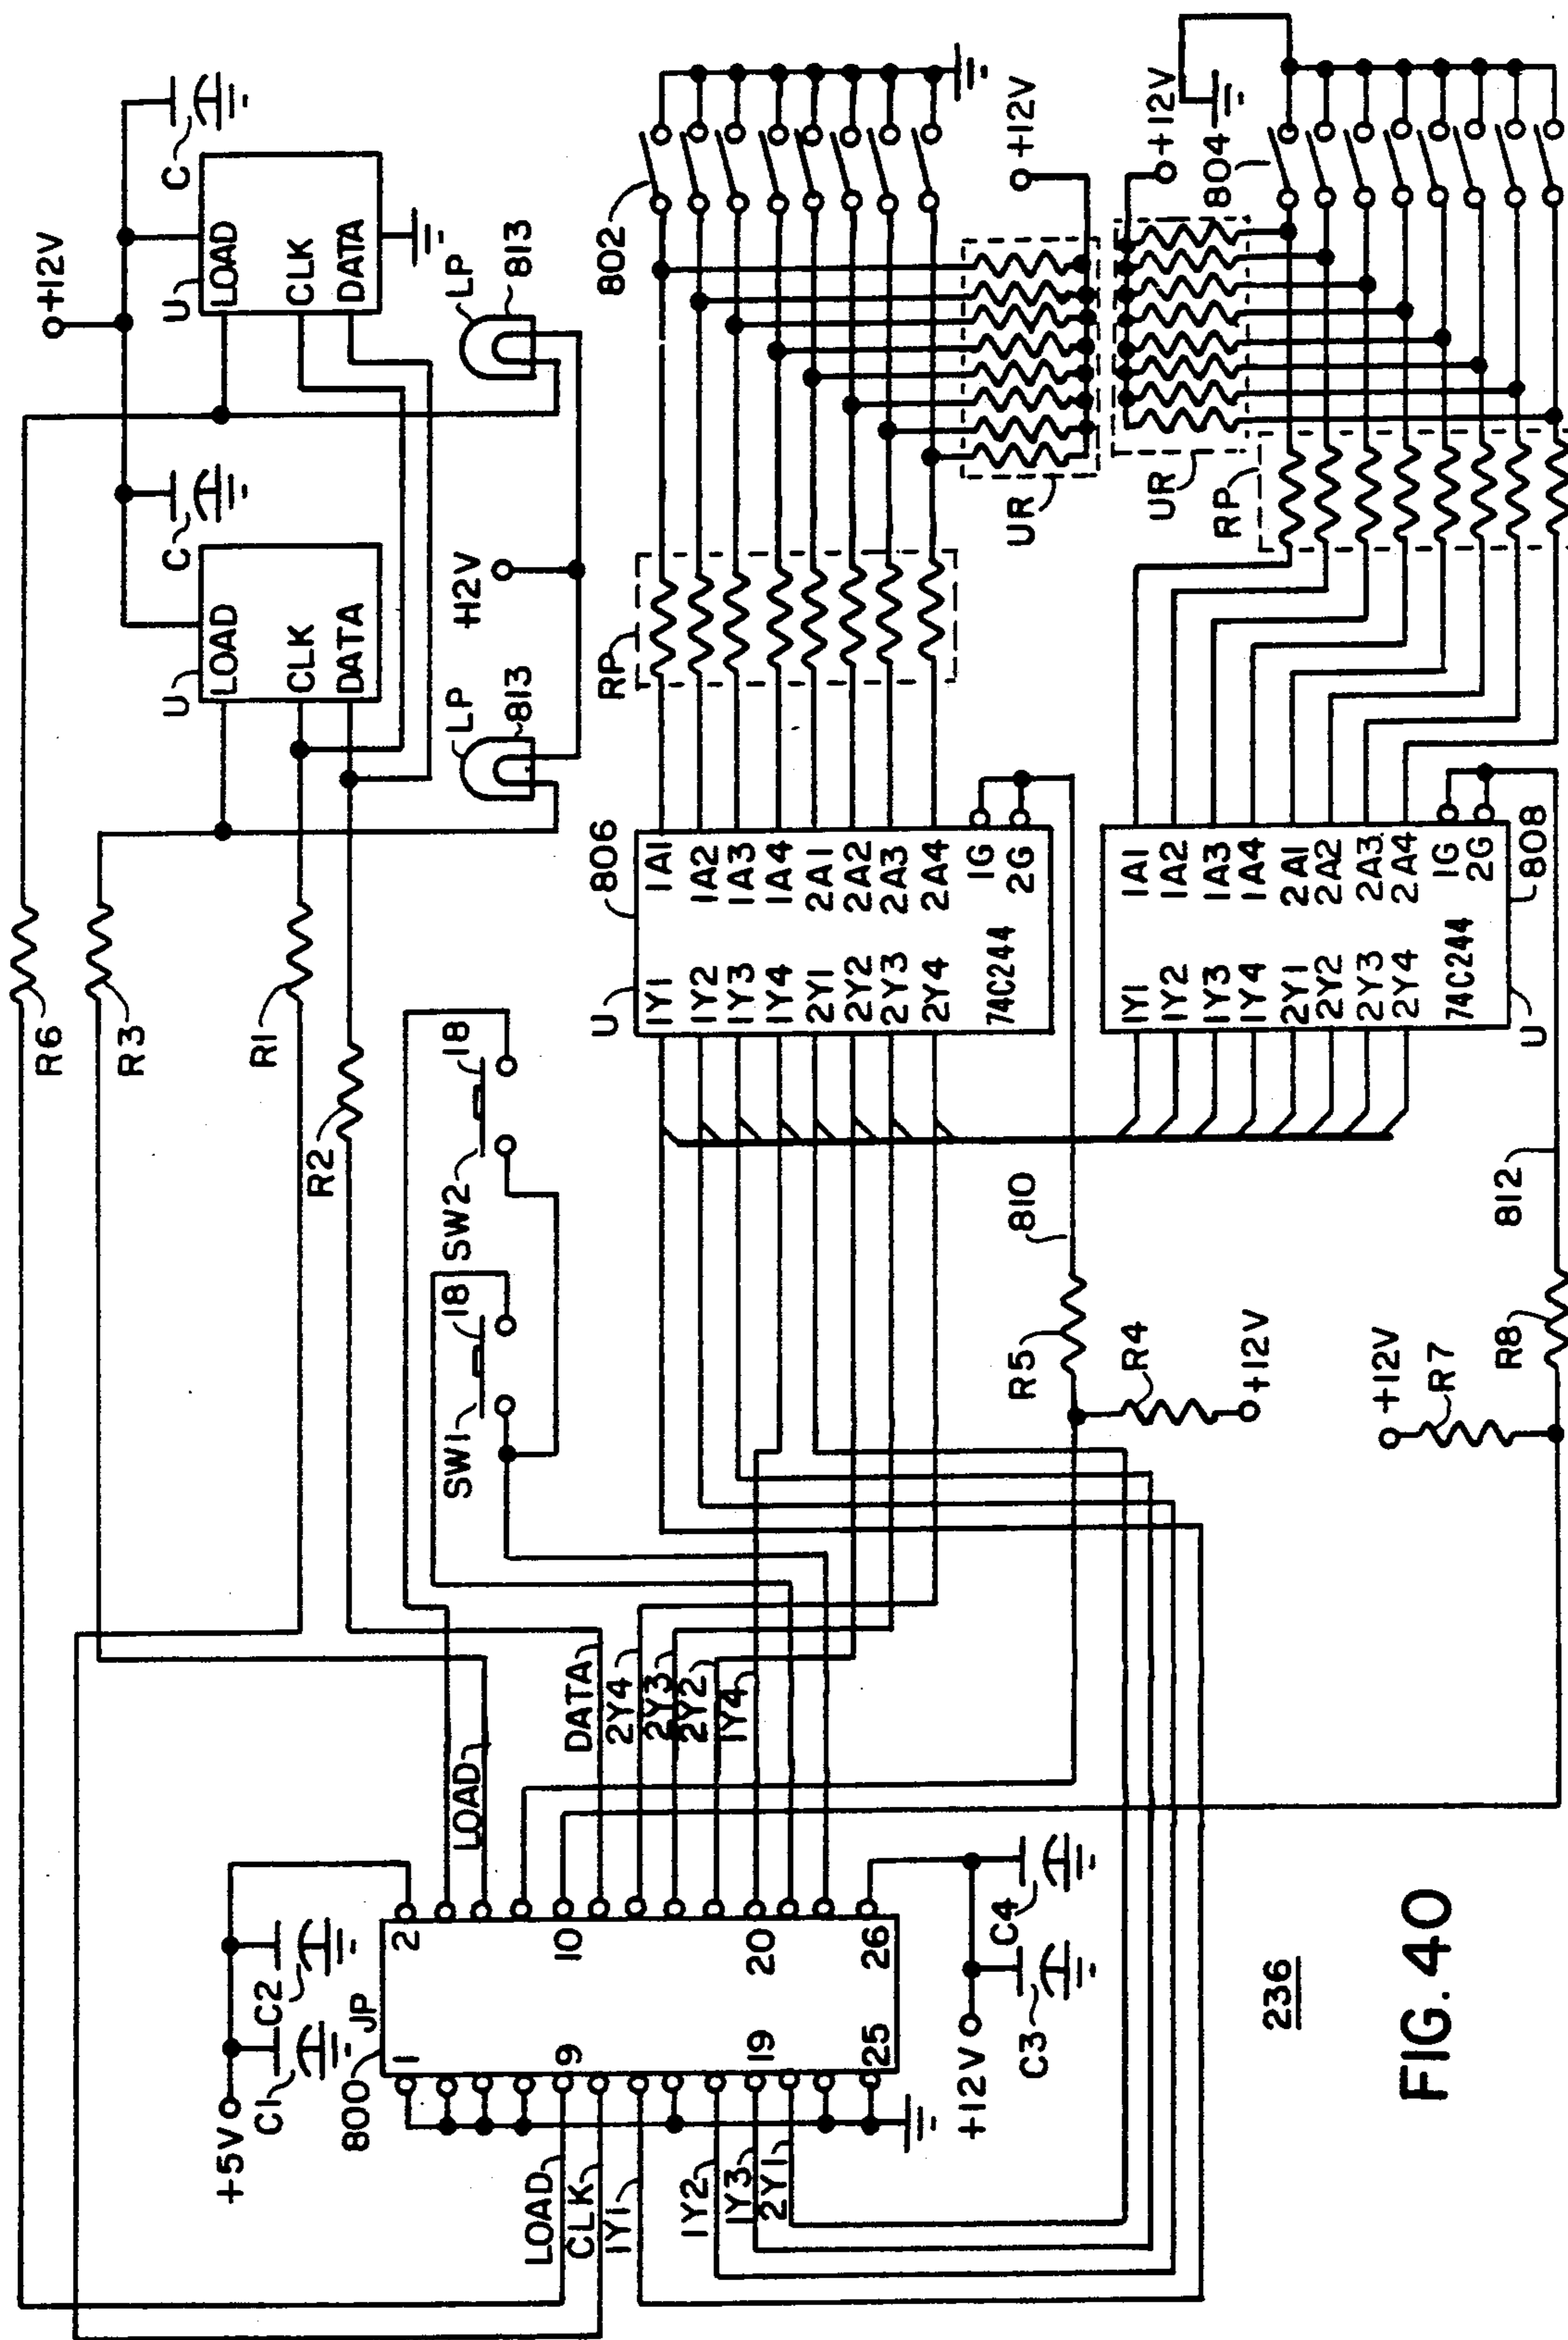 R6
R3
R1
R2
+12V
C
C
U
LOAD
CLK
DATA
U
LOAD
CLK
DATA
LP
813
LP
813
H2V
SW1
18
SW2
18
+5V
C1
C2
800
JP
1
2
9
10
19
20
25
26
LOAD
CLK
1Y1
1Y2
1Y3
2Y1
LOAD
DATA
2Y4
2Y3
2Y2
1Y4
+12V
C3
C4
U
806
1Y1
1A1
1Y2
1A2
1Y3
1A3
1Y4
1A4
2Y1
2A1
2Y2
2A2
2Y3
2A3
2Y4
2A4
1G
2G
74C244
RP
802
UR
+12V
810
R5
R4
+12V
1Y1
1A1
1Y2
1A2
1Y3
1A3
1Y4
1A4
2Y1
2A1
2Y2
2A2
2Y3
2A3
2Y4
2A4
1G
2G
74C244
U
808
UR
RP
+12V
804
812
R8
+12V
R7
236
FIG. 40